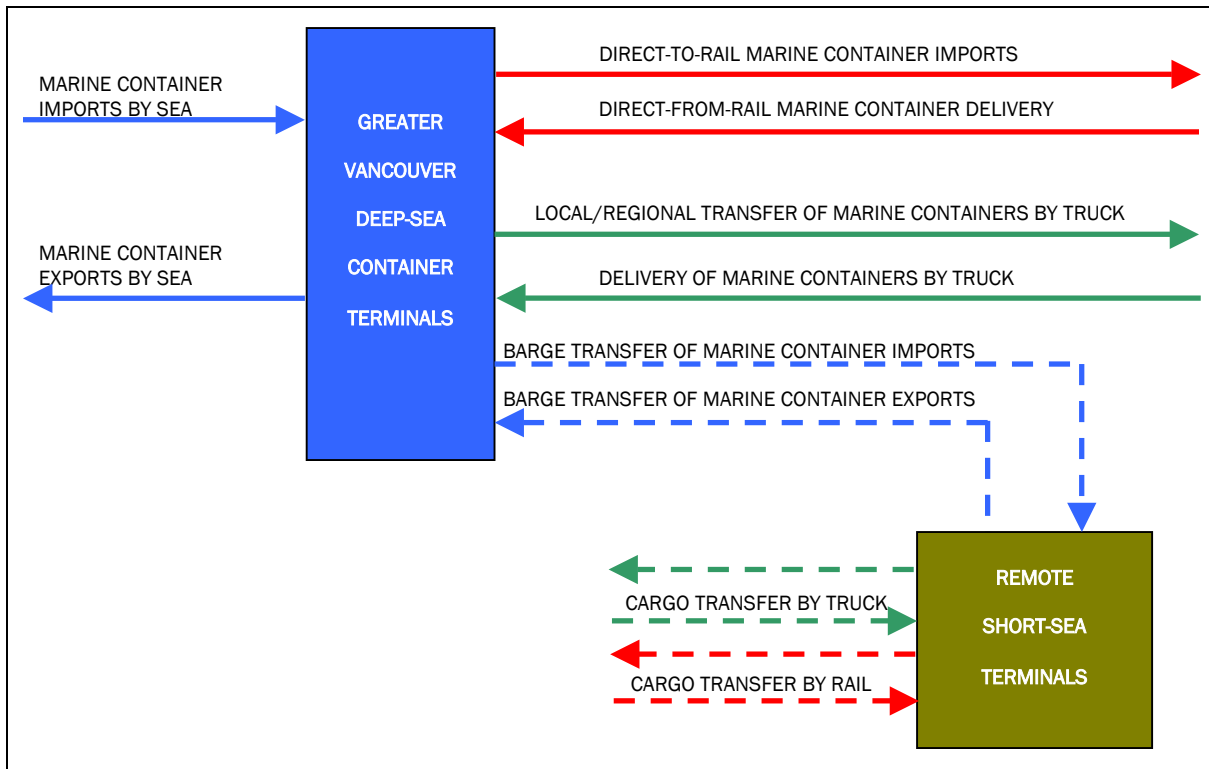 MARINE CONTAINER
IMPORTS BY SEA
MARINE CONTAINER
EXPORTS BY SEA
GREATER
VANCOUVER
DEEP-SEA
CONTAINER
TERMINALS
DIRECT-TO-RAIL MARINE CONTAINER IMPORTS
DIRECT-FROM-RAIL MARINE CONTAINER DELIVERY
LOCAL/REGIONAL TRANSFER OF MARINE CONTAINERS BY TRUCK
DELIVERY OF MARINE CONTAINERS BY TRUCK
BARGE TRANSFER OF MARINE CONTAINER IMPORTS
BARGE TRANSFER OF MARINE CONTAINER EXPORTS
CARGO TRANSFER BY TRUCK
CARGO TRANSFER BY RAIL
REMOTE
SHORT-SEA
TERMINALS